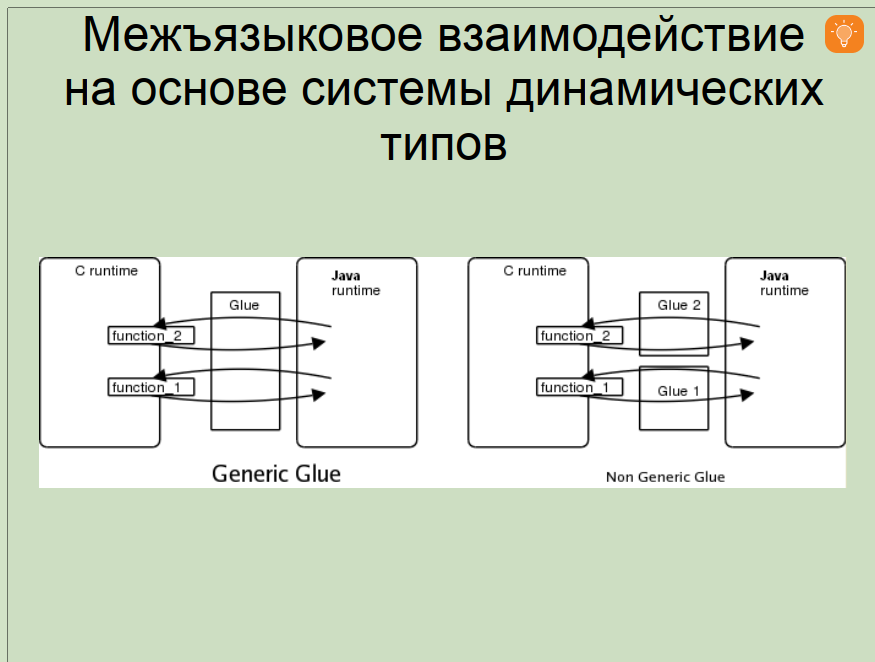 Межъязыковое взаимодействие
на основе системы динамических
типов
C runtime
Java
runtime
Glue
function_2
function_1
Generic Glue
C runtime
Java
runtime
Glue 2
function_2
function_1
Glue 1
Non Generic Glue